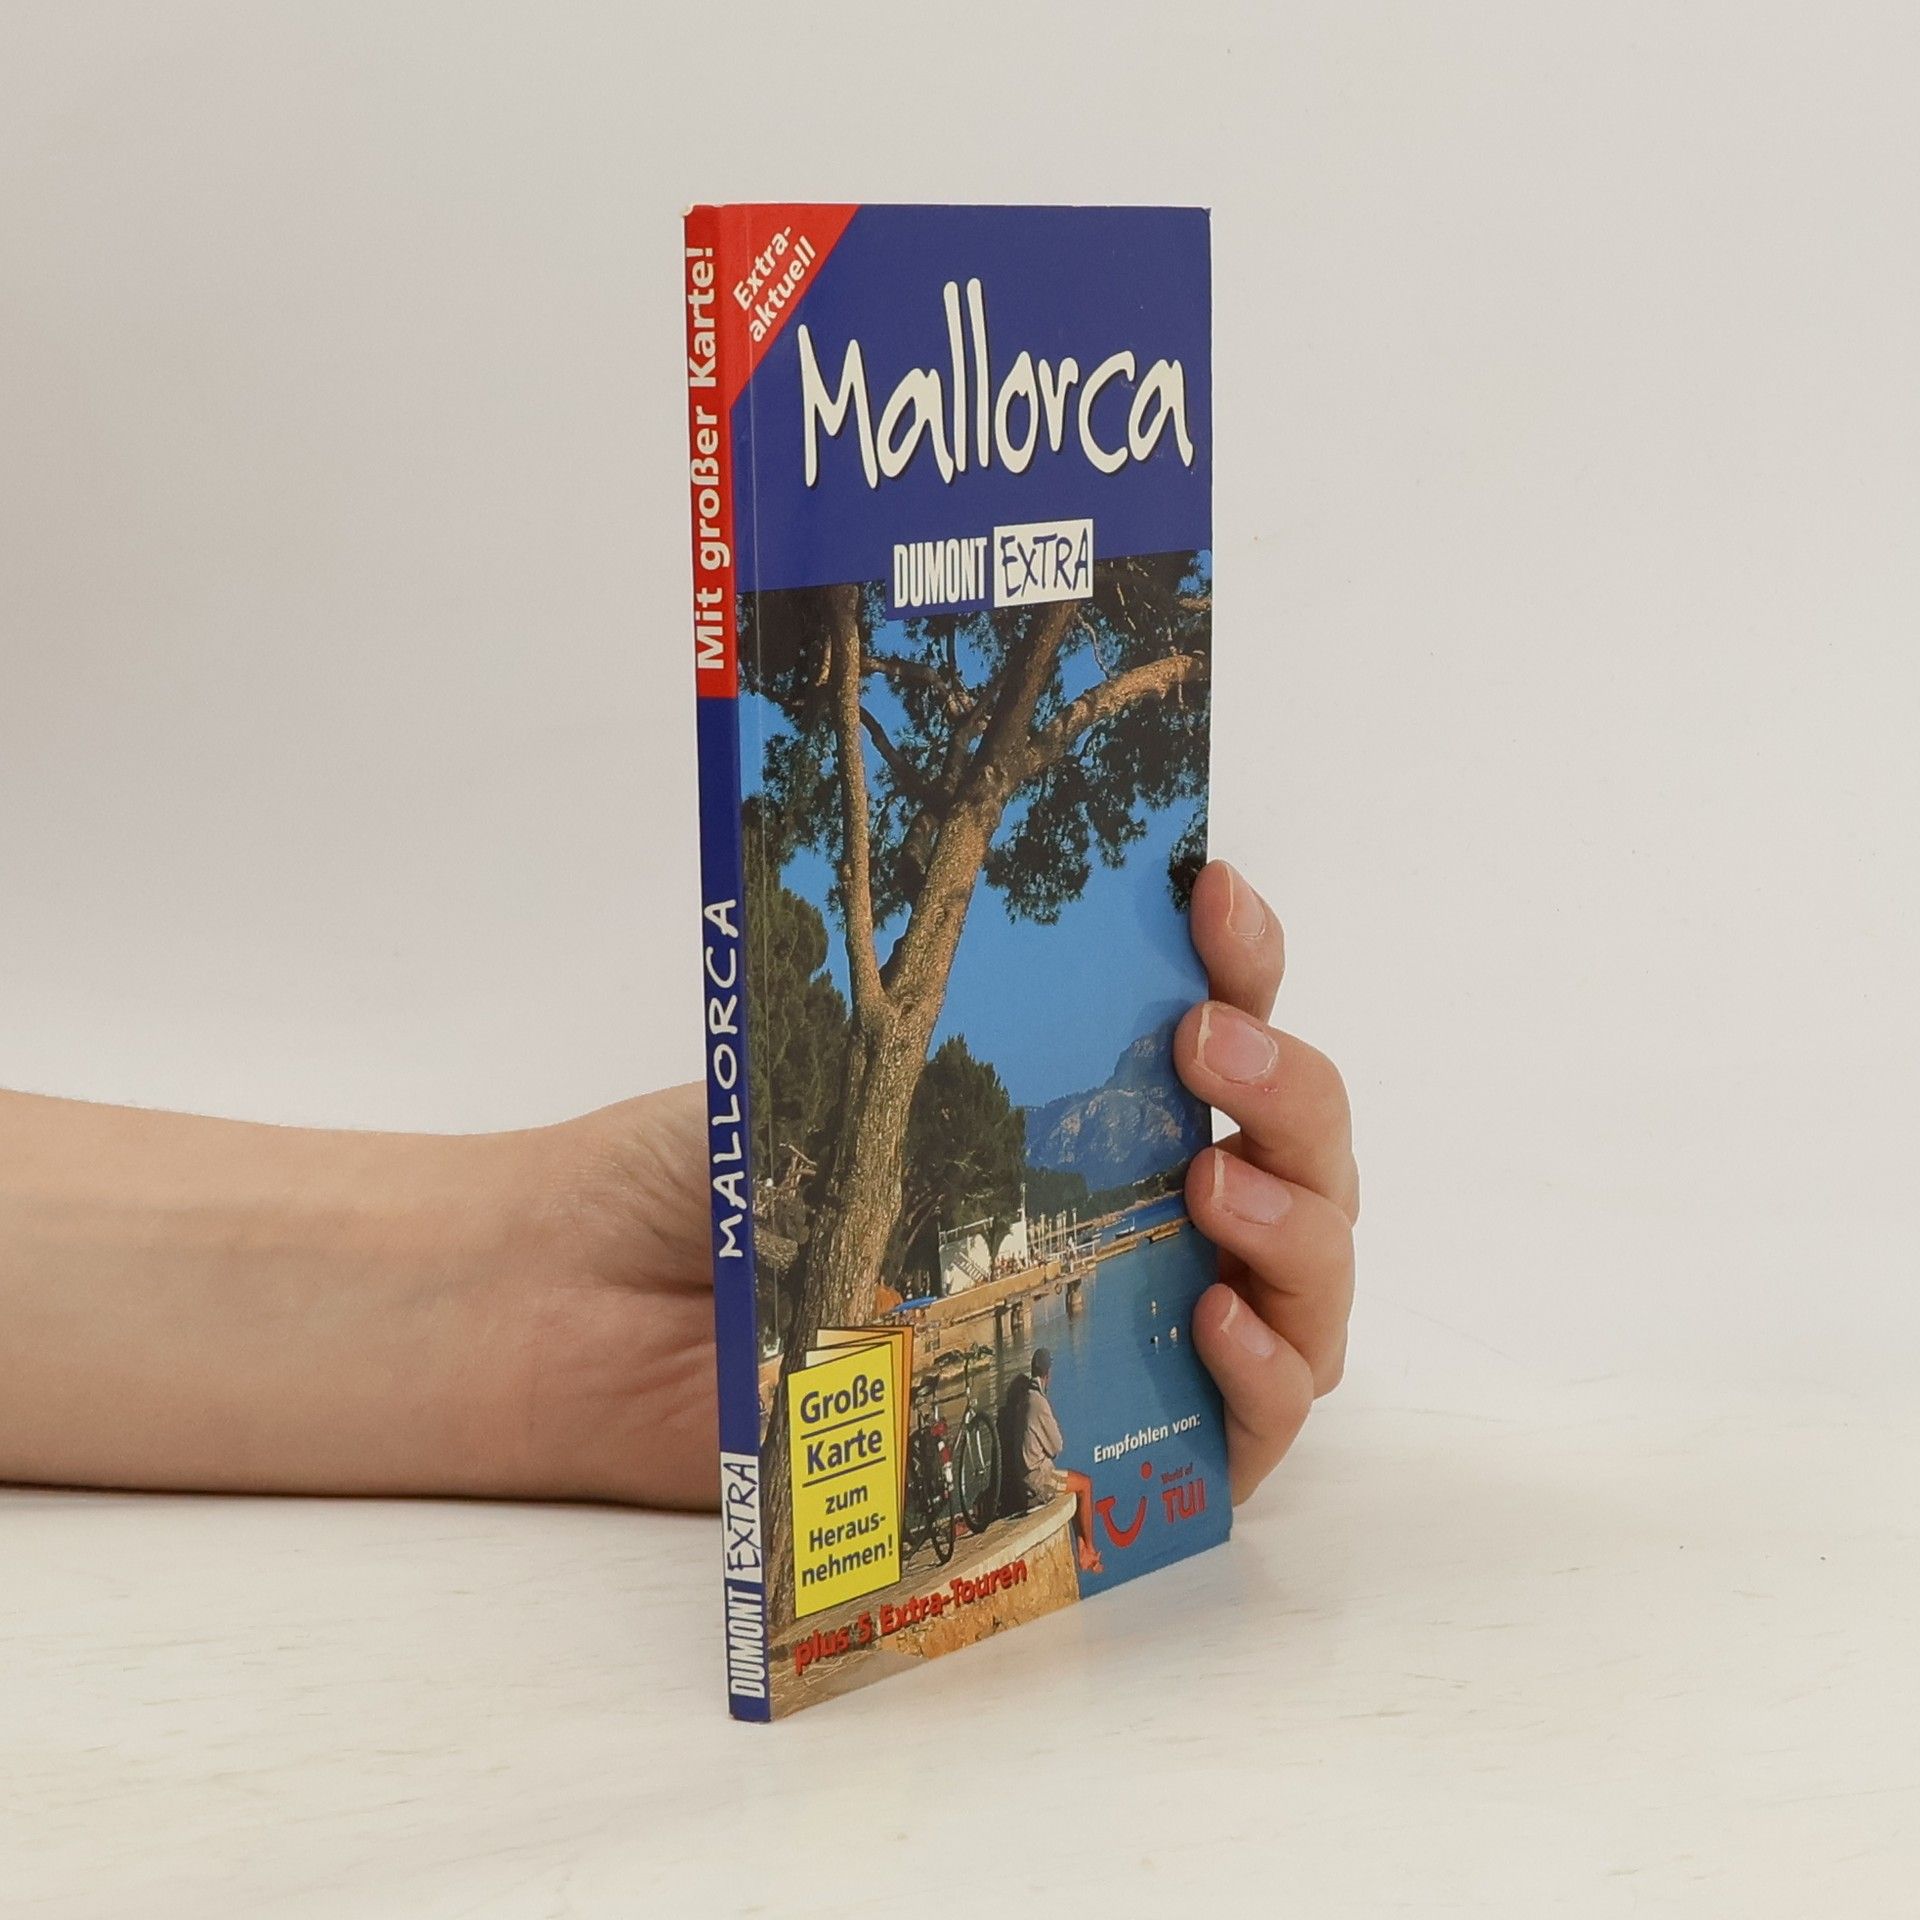 Mit großer Karte!
MALLORCA
DUMONT EXTRA
Extra-
aktuell
Mallorca
DUMONT EXTRA
Große
Karte
zum
Heraus-
nehmen!
plus 5 Extra-Touren
Empfohlen von:
World of
TUI